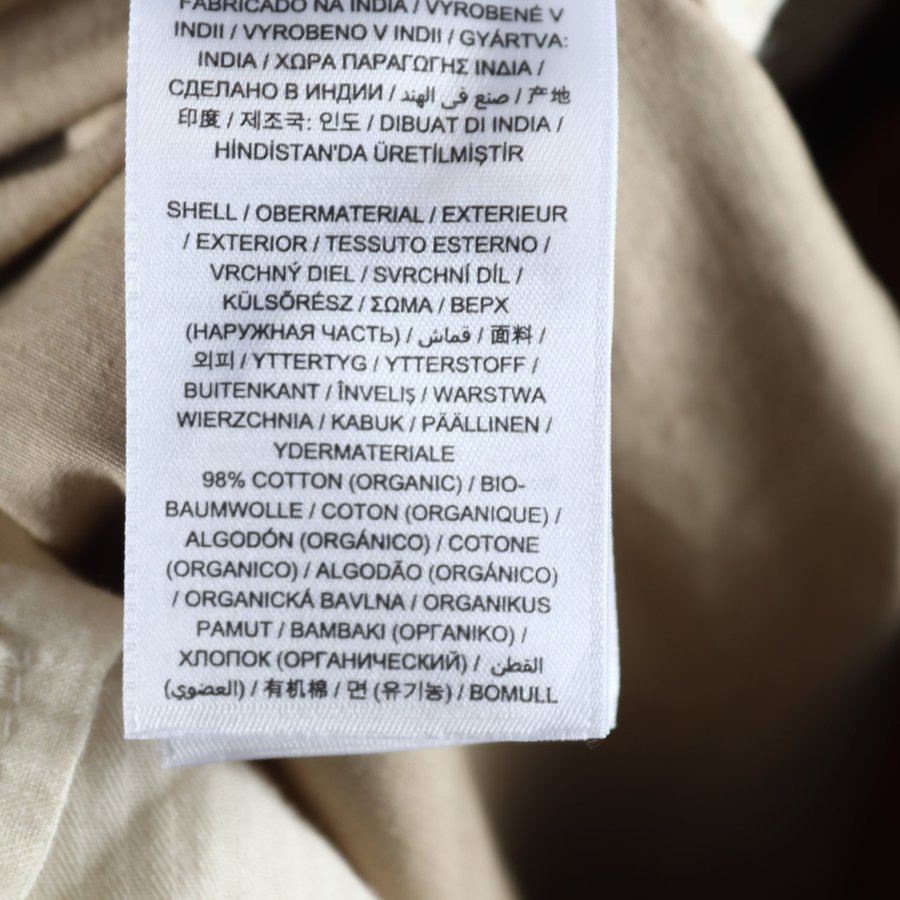 FABRICADO NA ÍNDIA / VYROBENÉ V
INDII / VYROBENO V INDII / GYÁRTVA:
INDIA / ΧΩΡΑ ΠΑΡΑΓΩΓΗΣ ΙΝΔΙΑ /
СДЕЛАНО В ИНДИИ / صنع في الهند / 产地
印度 / 제조국: 인도 / DIBUAT DI INDIA /
HİNDİSTAN'DA ÜRETİLMİŞTİR
SHELL / OBERMATERIAL / EXTERIEUR
/ EXTERIOR / TESSUTO ESTERNO /
VRCHNÝ DIEL / SVRCHNÍ DÍL /
KÜLSŐRÉSZ / ΣΩΜΑ / ВЕРХ
(НАРУЖНАЯ ЧАСТЬ) / قماش / 面料 /
외피 / YTTERTYG / YTTERSTOFF /
BUITENKANT / ÎNVELIȘ / WARSTWA
WIERZCHNIA / KABUK / PÄÄLLINEN /
YDERMATERIALE
98% COTTON (ORGANIC) / BIO-
BAUMWOLLE / COTON (ORGANIQUE) /
ALGODÓN (ORGÁNICO) / COTONE
(ORGANICO) / ALGODÃO (ORGÁNICO)
/ ORGANICKÁ BAVLNA / ORGANIKUS
PAMUT / ΒΑΜΒΑΚΙ (ΟΡΓΑΝΙΚΟ) /
ХЛОПОК (ОРГАНИЧЕСКИЙ) / القطن
(العضوي) / 有机棉 / 면 (유기농) / BOMULL